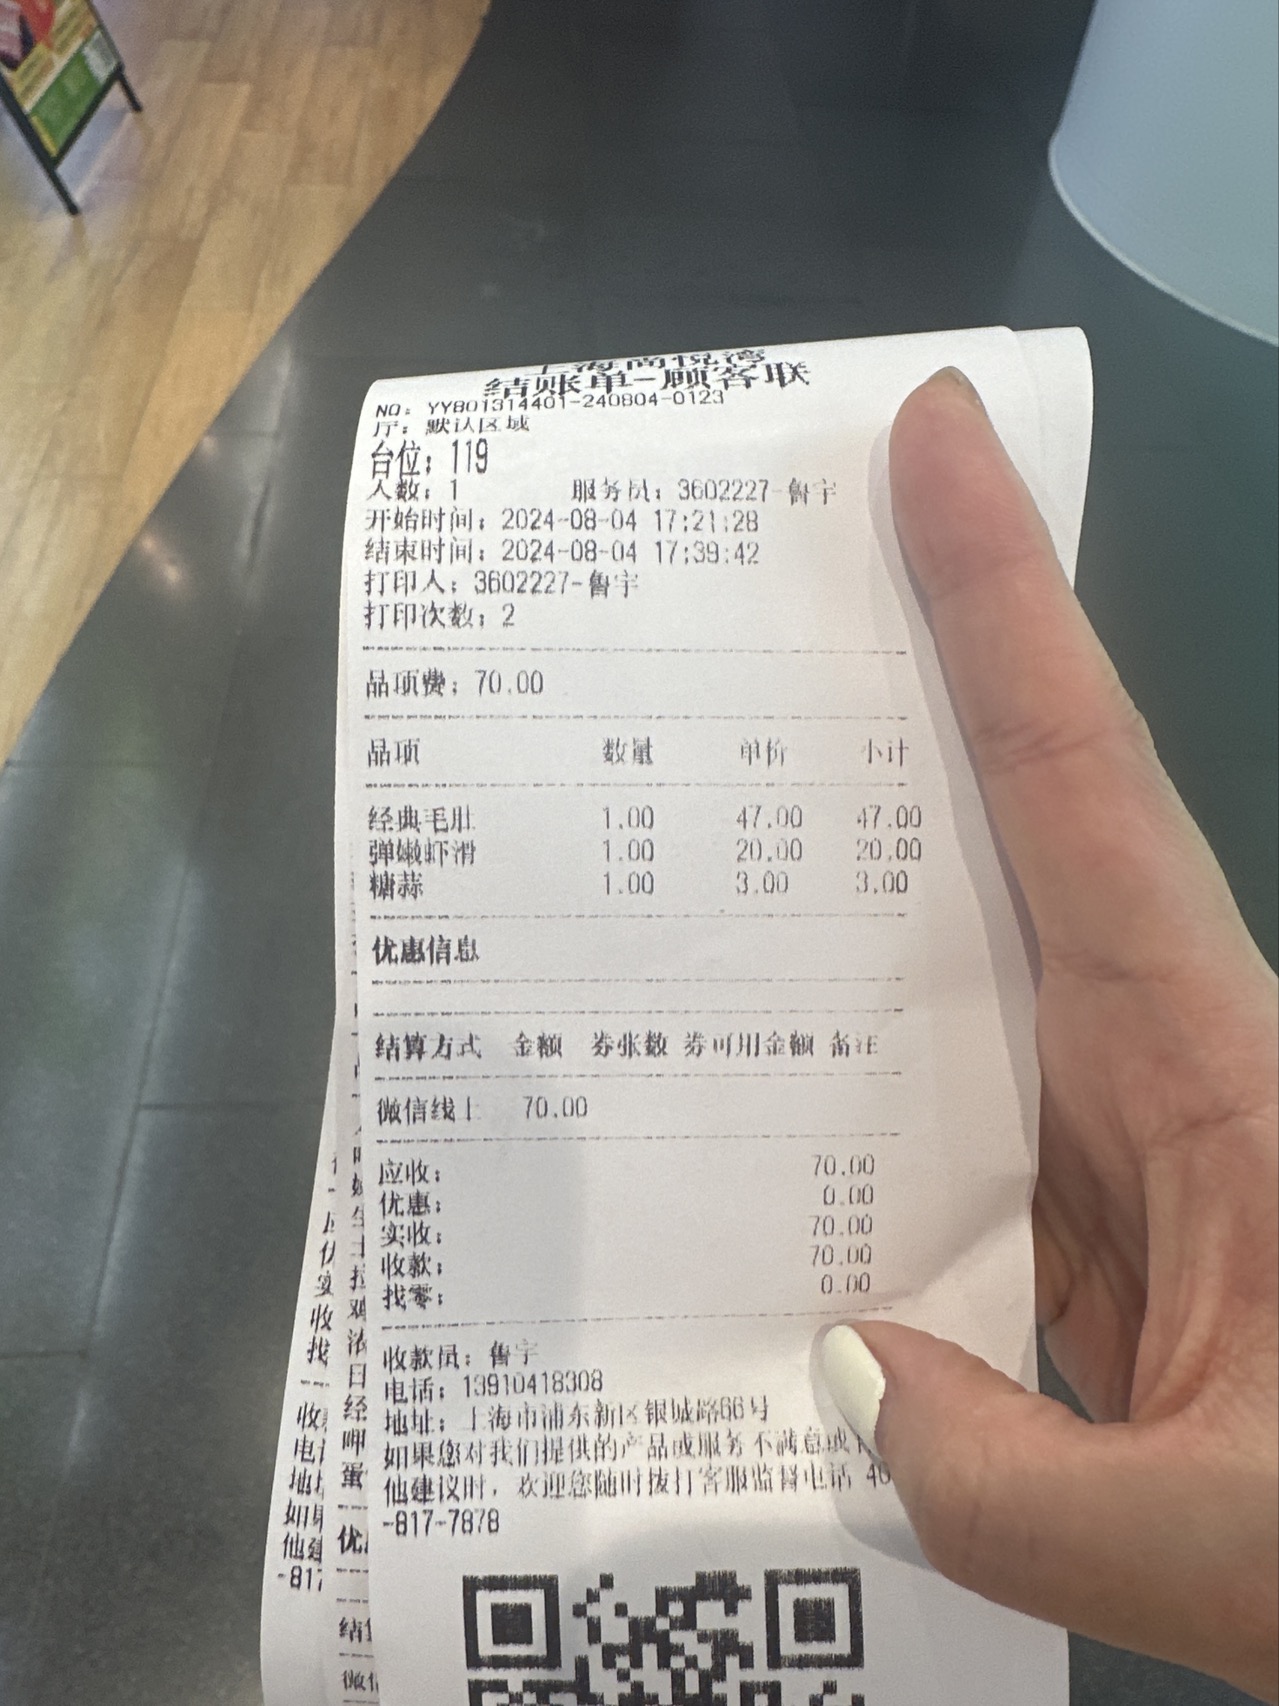 上海尚悦湾
结账单-顾客联
NO: YY801314401-240804-0123
厅: 默认区域
台位: 119
人数: 1 服务员: 3602227-鲁宇
开始时间: 2024-08-04 17:21:28
结束时间: 2024-08-04 17:39:42
打印人: 3602227-鲁宇
打印次数: 2
品项费: 70.00
品项 数量 单价 小计
经典毛肚 1.00 47.00 47.00
弹嫩虾滑 1.00 20.00 20.00
糖蒜 1.00 3.00 3.00
优惠信息
结算方式 金额 券张数 券可用金额 备注
微信线上 70.00
应收: 70.00
优惠: 0.00
实收: 70.00
收款: 70.00
找零: 0.00
收款员: 鲁宇
电话: 13910418308
地址: 上海市浦东新区银城路66号
如果您对我们提供的产品或服务不满意或
他建议时, 欢迎您随时拨打客服监督电话 40
-817-7878